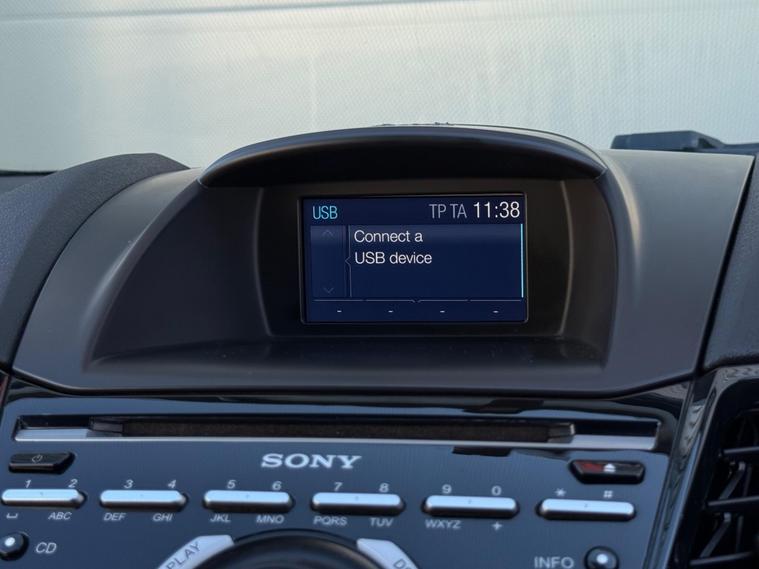 USB TP TA 11:38
Connect a
USB device
- - - -
SONY
1 2 3 4 5 6 7 8 9 0 * #
ABC DEF GHI JKL MNO PQRS TUV WXYZ +
CD PLAY INFO